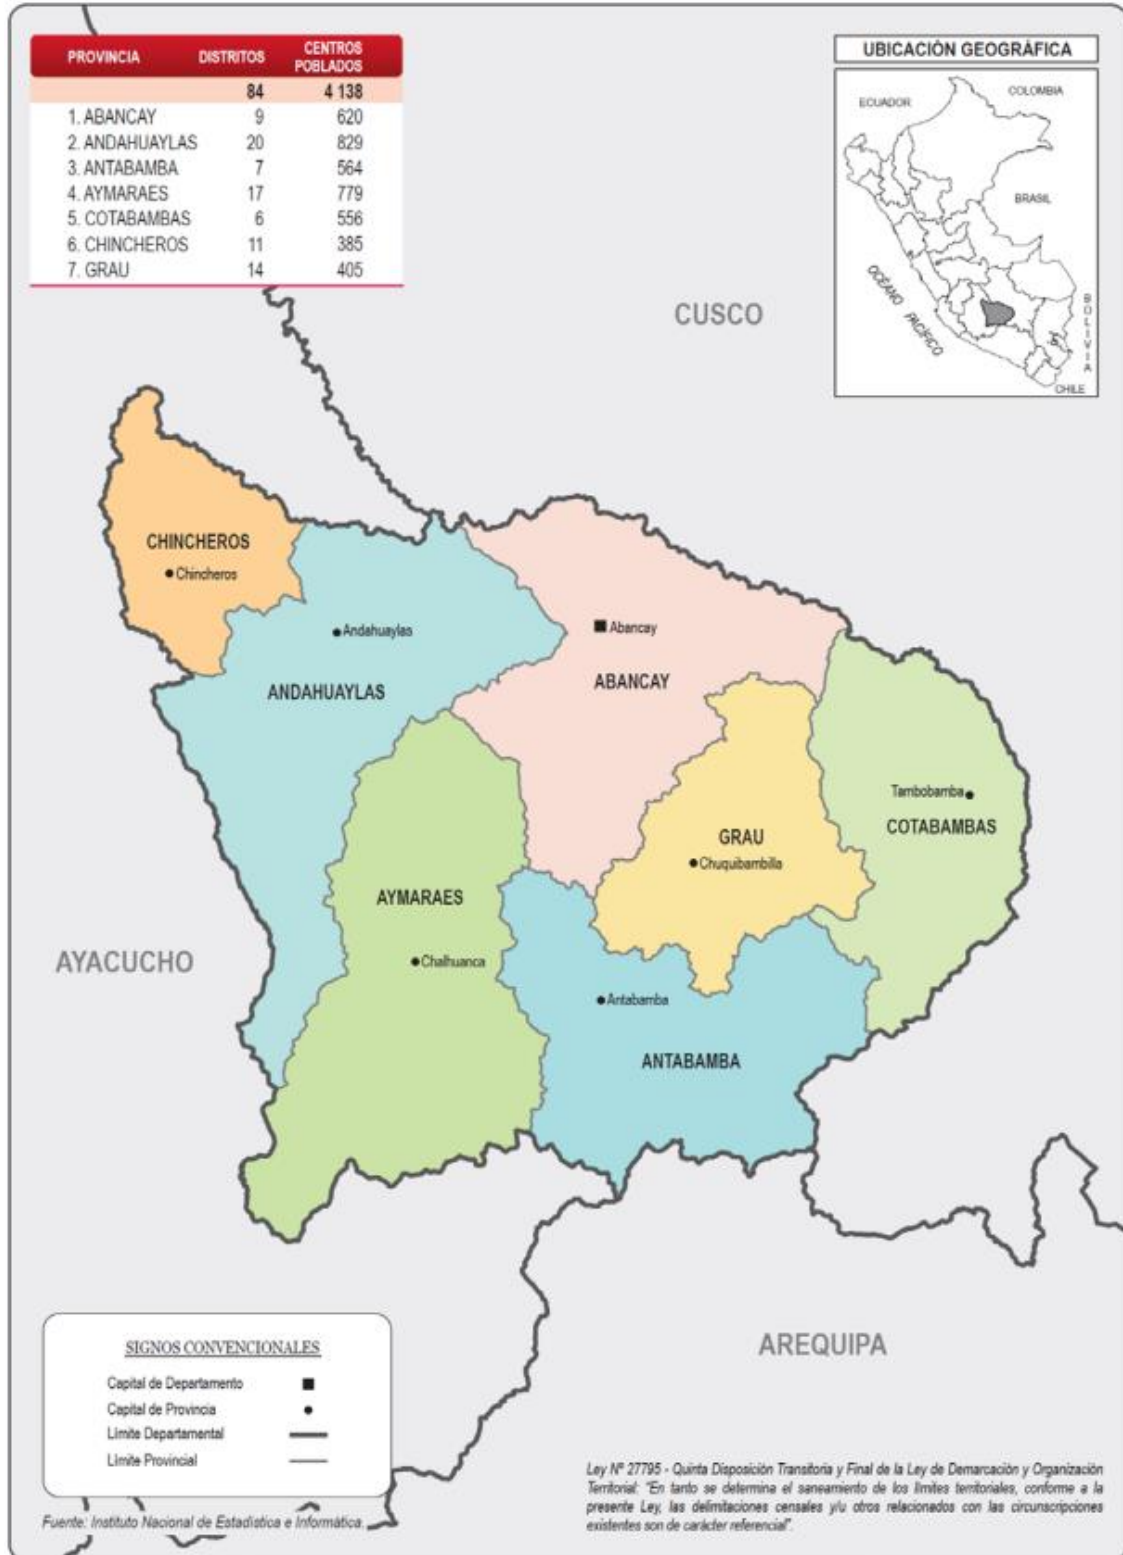 PROVINCIA DISTRITOS CENTROS POBLADOS
84 4 138
1. ABANCAY 9 620
2. ANDAHUAYLAS 20 829
3. ANTABAMBA 7 564
4. AYMARAES 17 779
5. COTABAMBAS 6 556
6. CHINCHEROS 11 385
7. GRAU 14 405
UBICACIÓN GEOGRÁFICA
ECUADOR
COLOMBIA
BRASIL
OCÉANO PACÍFICO
BOLIVIA
CHILE
CUSCO
CHINCHEROS
Chincheros
Andahuaylas
ANDAHUAYLAS
Abancay
ABANCAY
Tambobamba
COTABAMBAS
GRAU
Chuquibambilla
AYMARAES
Chalhuanca
AYACUCHO
Antabamba
ANTABAMBA
AREQUIPA
SIGNOS CONVENCIONALES
Capital de Departamento
Capital de Provincia
Límite Departamental
Límite Provincial
Fuente: Instituto Nacional de Estadística e Informática.
Ley Nº 27795 - Quinta Disposición Transitoria y Final de la Ley de Demarcación y Organización
Territorial: "En tanto se determina el saneamiento de los límites territoriales, conforme a la
presente Ley, las delimitaciones censales y/u otros relacionados con las circunscripciones
existentes son de carácter referencial".